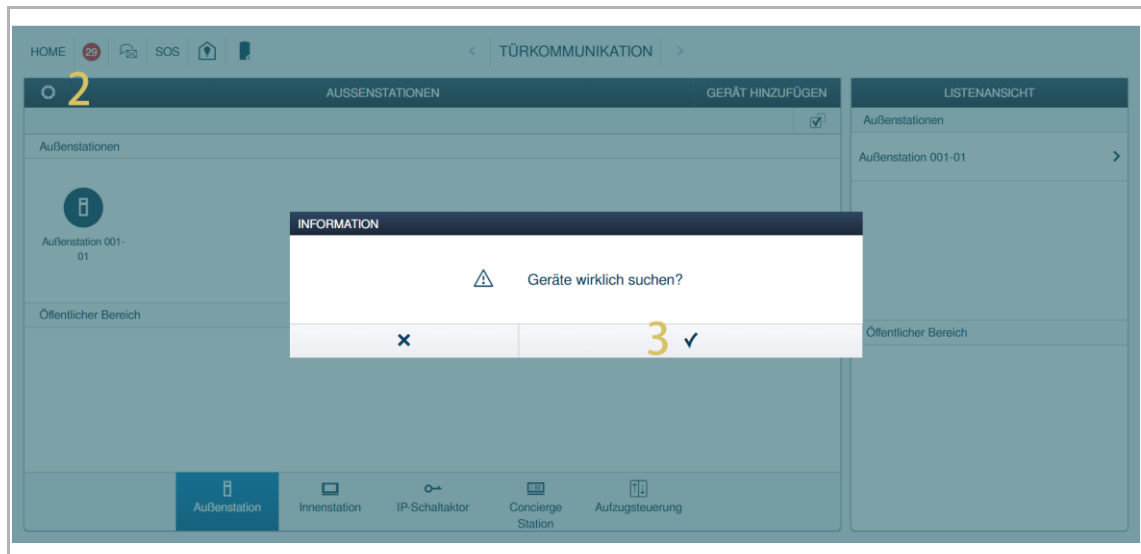 HOME 29 SOS < TÜRKOMMUNIKATION >
2
AUSSENSTATIONEN GERÄT HINZUFÜGEN
LISTENANSICHT
Außenstationen
Außenstationen
Außenstation 001-01
Außenstation 001-
01
INFORMATION
Geräte wirklich suchen?
3
Öffentlicher Bereich
Öffentlicher Bereich
Außenstation
Innenstation
IP-Schaltaktor
Concierge
Station
Aufzugsteuerung